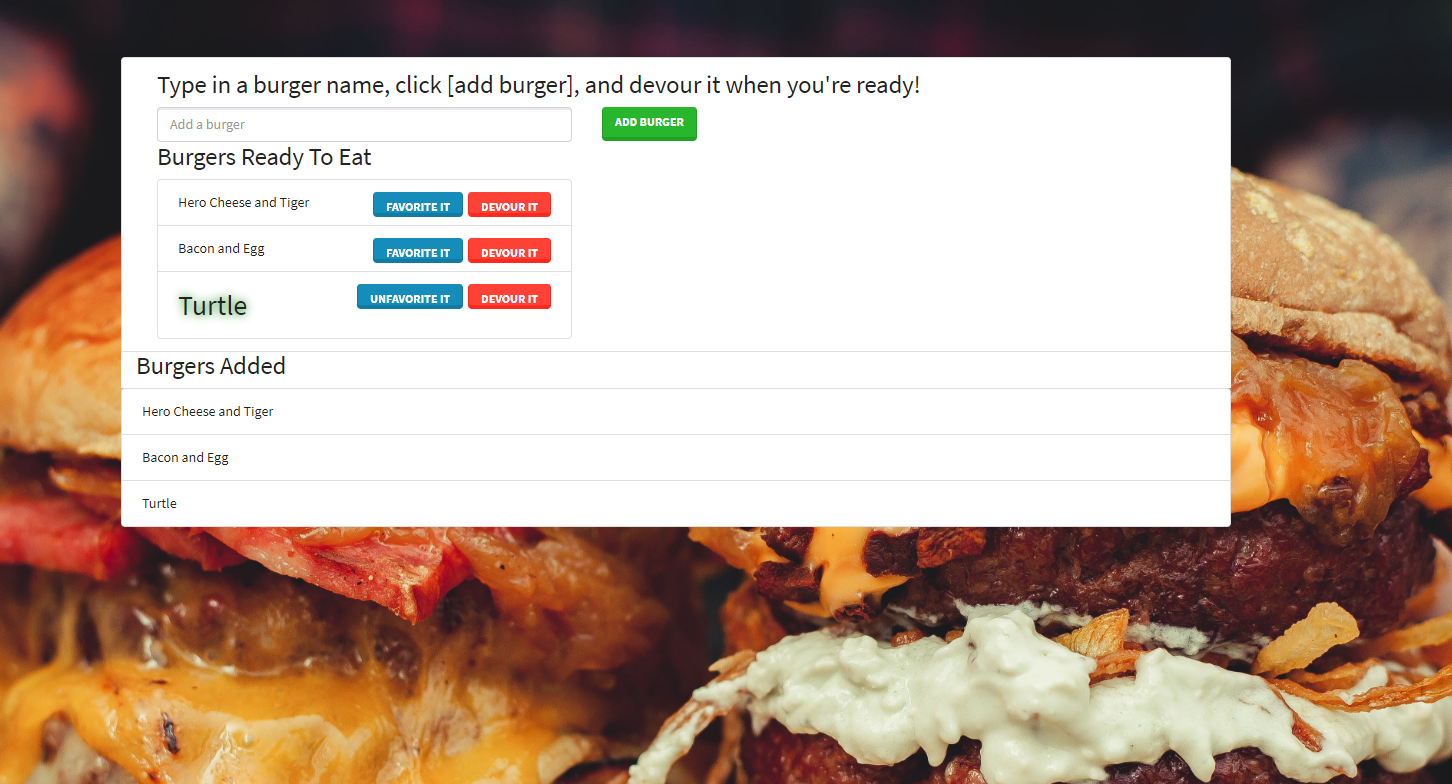 Type in a burger name, click [add burger], and devour it when you're ready!
Add a burger
ADD BURGER
Burgers Ready To Eat
Hero Cheese and Tiger FAVORITE IT DEVOUR IT
Bacon and Egg FAVORITE IT DEVOUR IT
Turtle UNFAVORITE IT DEVOUR IT
Burgers Added
Hero Cheese and Tiger
Bacon and Egg
Turtle